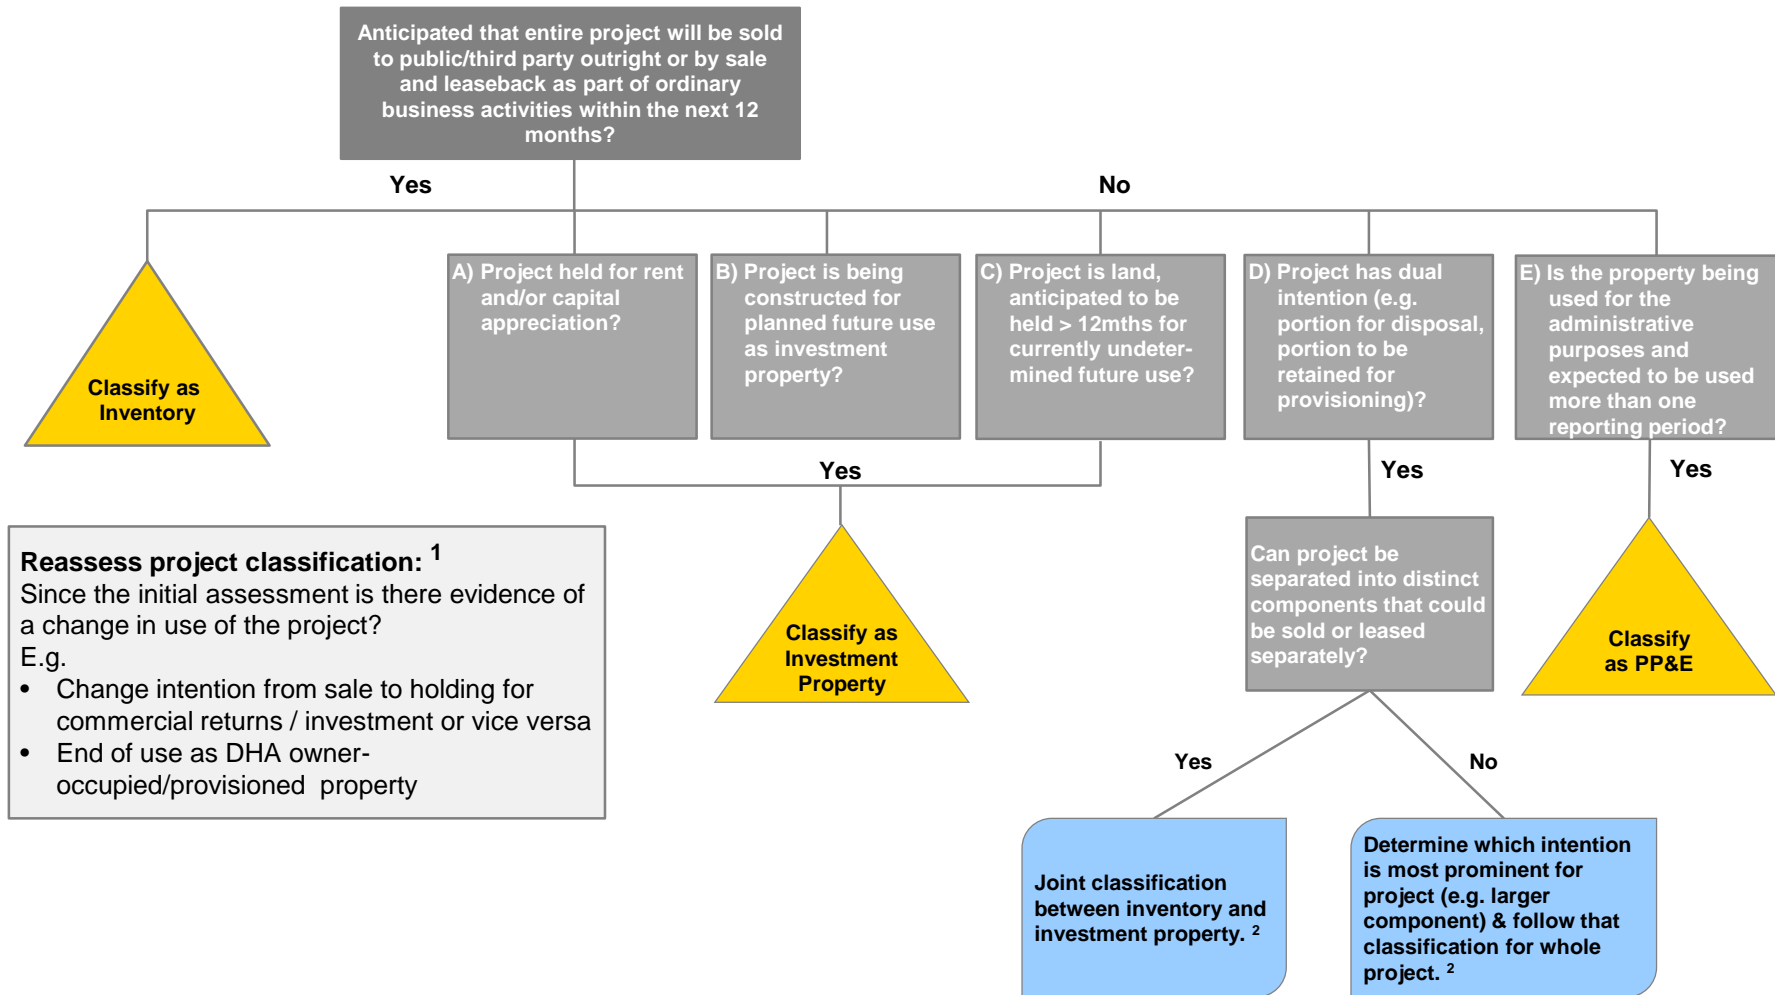 Anticipated that entire project will be sold
to public/third party outright or by sale
and leaseback as part of ordinary
business activities within the next 12
months?
Yes
No
A) Project held for rent
and/or capital
appreciation?
B) Project is being
constructed for
planned future use
as investment
property?
C) Project is land,
anticipated to be
held > 12mths for
currently undeter-
mined future use?
D) Project has dual
intention (e.g.
portion for disposal,
portion to be
retained for
provisioning)?
E) Is the property being
used for the
administrative
purposes and
expected to be used
more than one
reporting period?
Classify as
Inventory
Yes
Yes
Yes
Reassess project classification: 1
Since the initial assessment is there evidence of
a change in use of the project?
E.g.
• Change intention from sale to holding for
commercial returns / investment or vice versa
• End of use as DHA owner-
occupied/provisioned property
Classify as
Investment
Property
Can project be
separated into distinct
components that could
be sold or leased
separately?
Classify
as PP&E
Yes
No
Joint classification
between inventory and
investment property. 2
Determine which intention
is most prominent for
project (e.g. larger
component) & follow that
classification for whole
project. 2